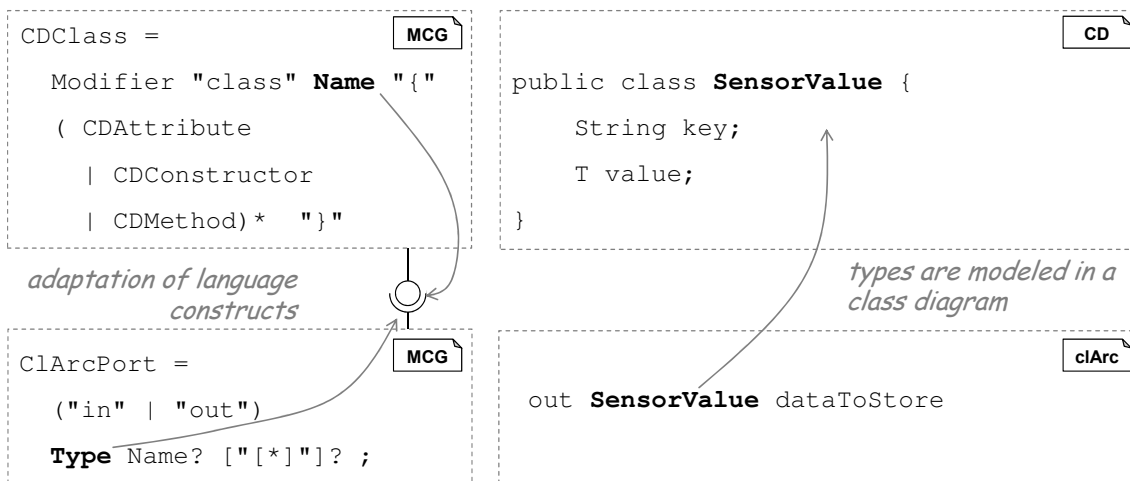 CDClass =
MCG
Modifier "class" Name "{"
( CDAttribute
| CDConstructor
| CDMethod)* "}"
CD
public class SensorValue {
String key;
T value;
}
adaptation of language
constructs
types are modeled in a
class diagram
ClArcPort =
MCG
("in" | "out")
Type Name? ["[*]"]? ;
clArc
out SensorValue dataToStore